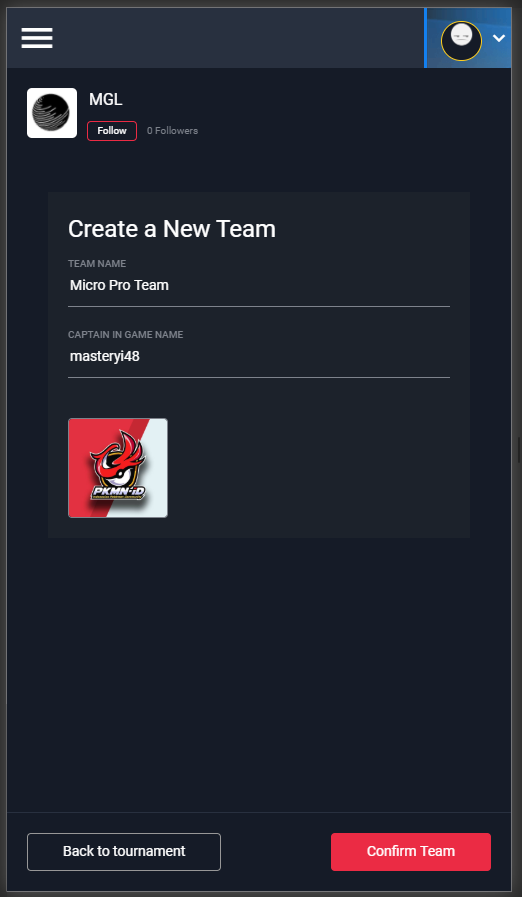 MGL
Follow
0 Followers
Create a New Team
TEAM NAME
Micro Pro Team
CAPTAIN IN GAME NAME
masteryi48
PKMN-iD
Back to tournament
Confirm Team